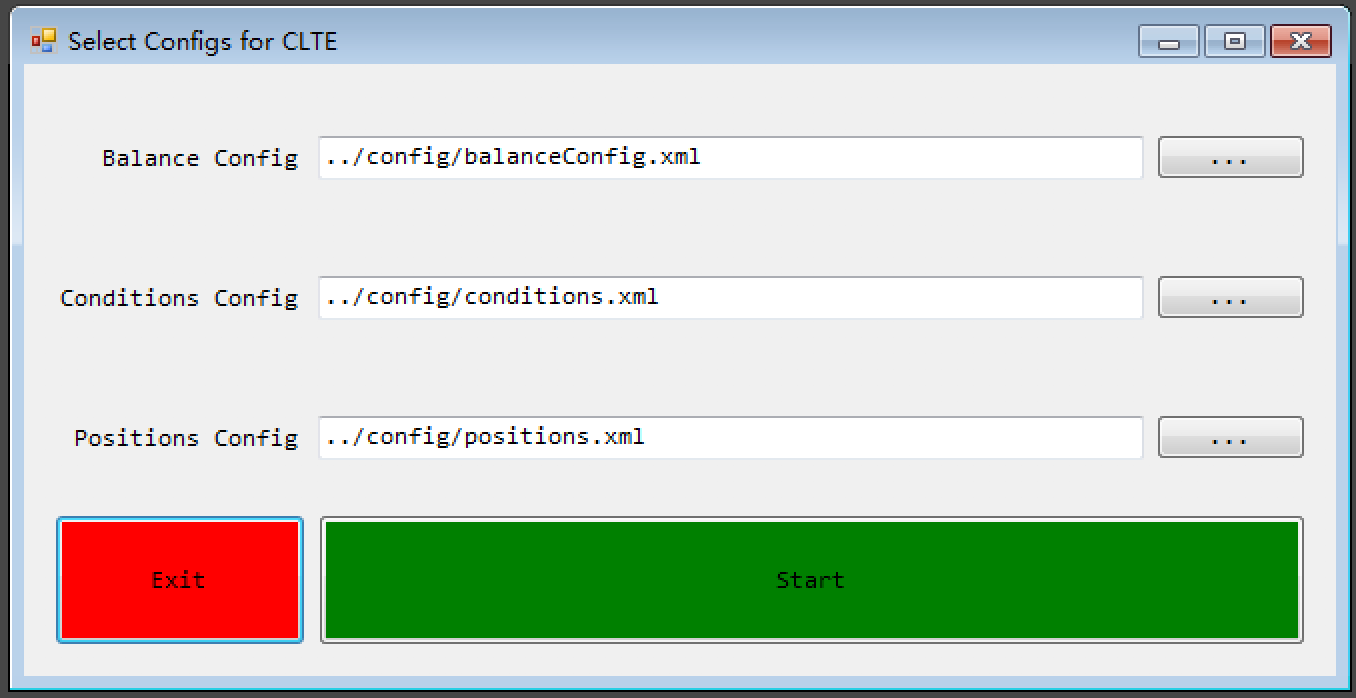 Select Configs for CLTE
Balance Config ../config/balanceConfig.xml ...
Conditions Config ../config/conditions.xml ...
Positions Config ../config/positions.xml ...
Exit Start